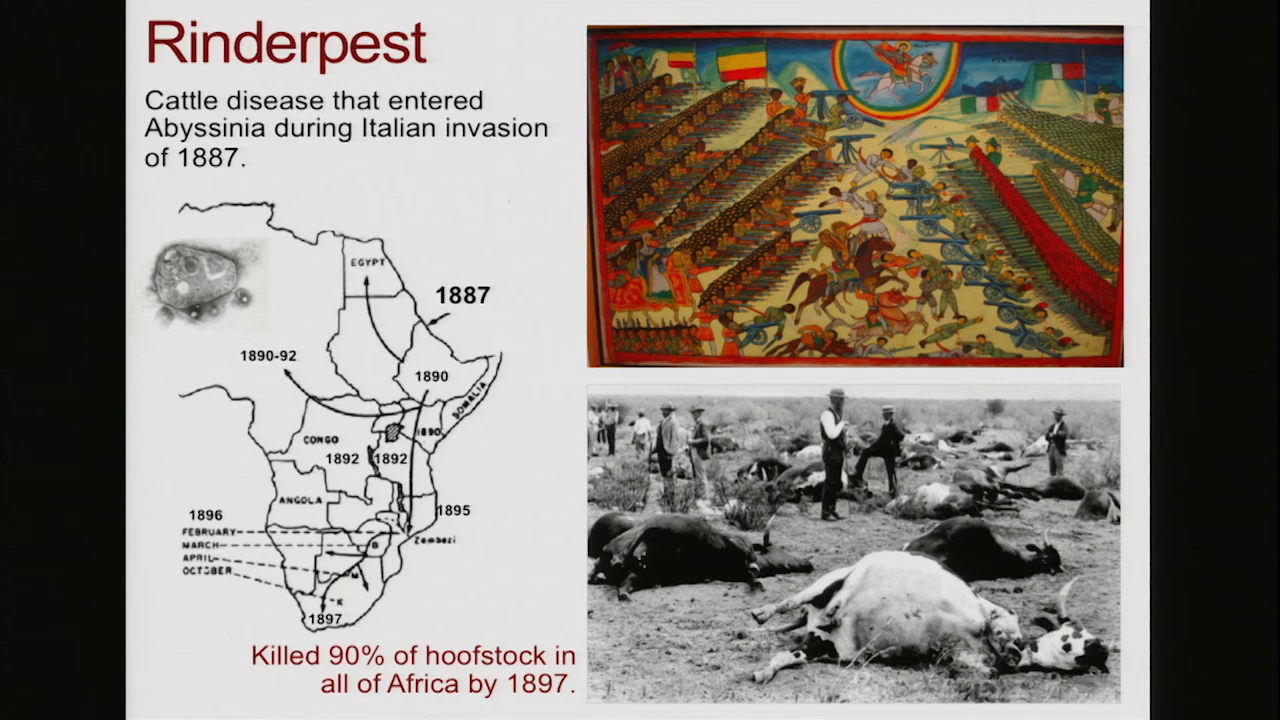 Rinderpest
Cattle disease that entered
Abyssinia during Italian invasion
of 1887.
EGYPT
1887
1890-92
1890
SOMALIA
1890
CONGO
1892
1892
ANGOLA
1896
1895
FEBRUARY
Zambezi
MARCH
B
APRIL
M
OCTOBER
K
1897
Killed 90% of hoofstock in
all of Africa by 1897.